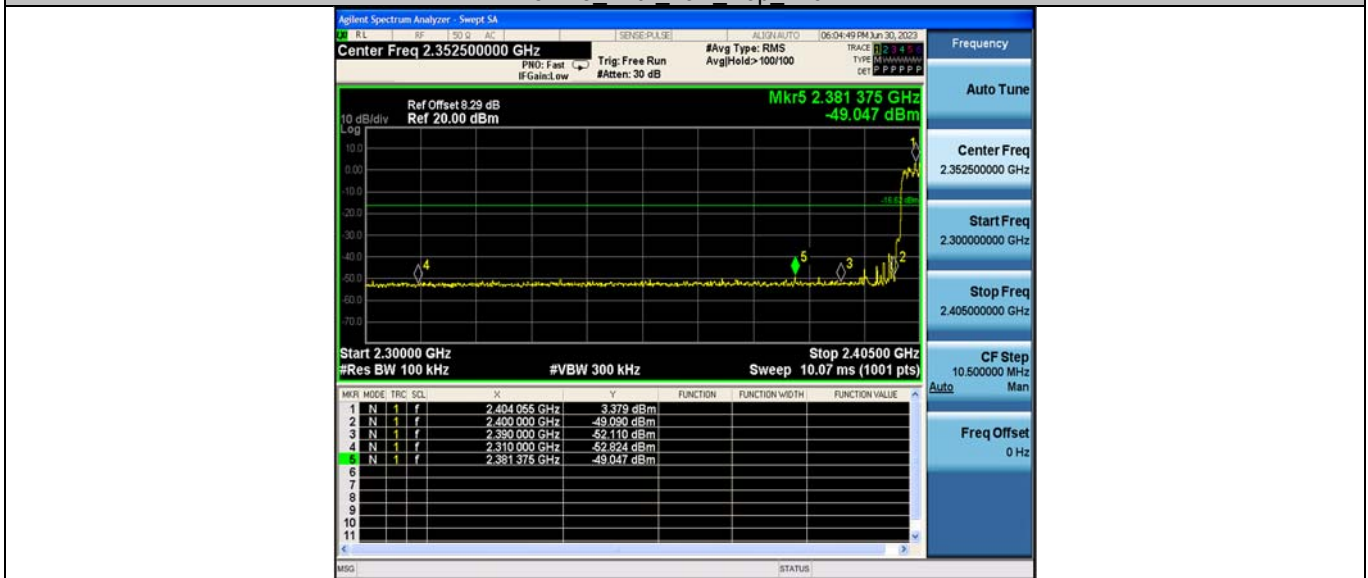 Agilent Spectrum Analyzer - Swept SA
RL RF 50 Ω AC SENSE:PULSE ALIGN AUTO 06:04:49 PM Jun 30, 2023
Center Freq 2.352500000 GHz
PNO: Fast
IFGain:Low
Trig: Free Run
#Atten: 30 dB
#Avg Type: RMS
Avg|Hold:> 100/100
TRACE 1 2 3 4 5 6
TYPE M
DET P P P P P P
Ref Offset 8.29 dB
10 dB/div Ref 20.00 dBm
Log
Mkr5 2.381 375 GHz
-49.047 dBm
10.0
0.00
-10.0
-20.0
-30.0
-40.0
-50.0
-60.0
-70.0
1
4
5
3
2
Start 2.30000 GHz Stop 2.40500 GHz
#Res BW 100 kHz #VBW 300 kHz Sweep 10.07 ms (1001 pts)
MKR MODE TRC SCL X Y FUNCTION FUNCTION WIDTH FUNCTION VALUE
1 N 1 f 2.404 055 GHz 3.379 dBm
2 N 1 f 2.400 000 GHz -49.090 dBm
3 N 1 f 2.390 000 GHz -52.110 dBm
4 N 1 f 2.310 000 GHz -52.824 dBm
5 N 1 f 2.381 375 GHz -49.047 dBm
6
7
8
9
10
11
MSG STATUS
Frequency
Auto Tune
Center Freq
2.352500000 GHz
Start Freq
2.300000000 GHz
Stop Freq
2.405000000 GHz
CF Step
10.500000 MHz
Auto Man
Freq Offset
0 Hz